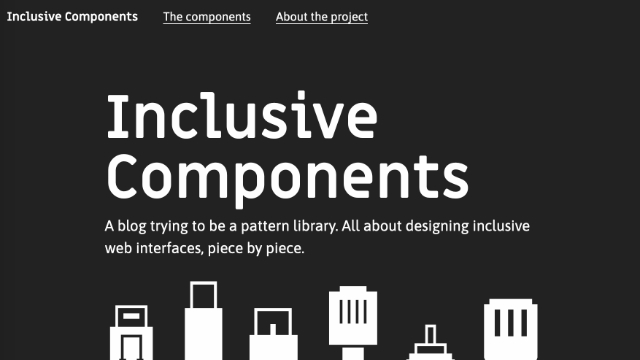 Inclusive Components The components About the project
Inclusive
Components
A blog trying to be a pattern library. All about designing inclusive
web interfaces, piece by piece.